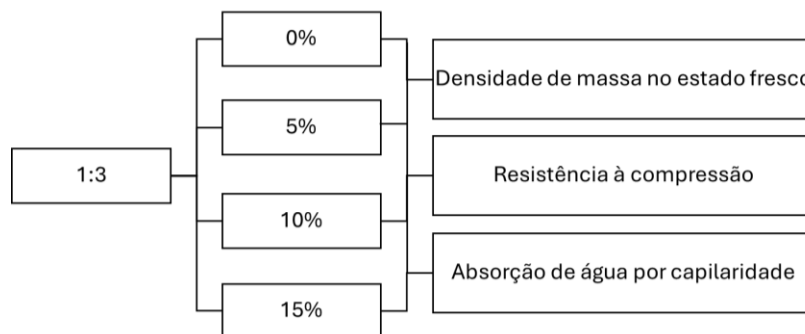 1:3
0%
5%
10%
15%
Densidade de massa no estado fresco
Resistência à compressão
Absorção de água por capilaridade